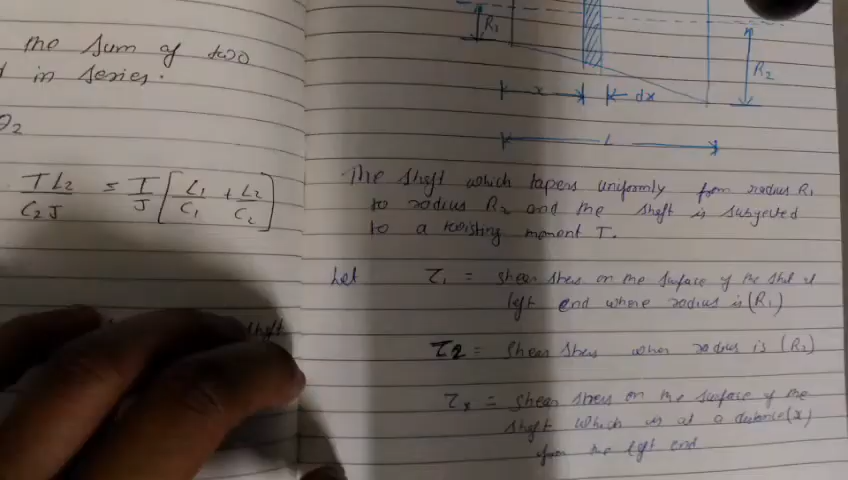 the sum of two
in series.
θ2
TL2 / C2J = T/J [L1/C1 + L2/C2]
shaft
R1
R2
x
dx
L
The shaft which tapers uniformly from radius R1
to radius R2 and the shaft is subjected
to a twisting moment T.
Let τ1 = shear stress on the surface of the shaft at
left end where radius is (R1)
τ2 = shear stress when radius is (R2)
τx = shear stress on the surface of the
shaft which is at a distance (x)
from the left end